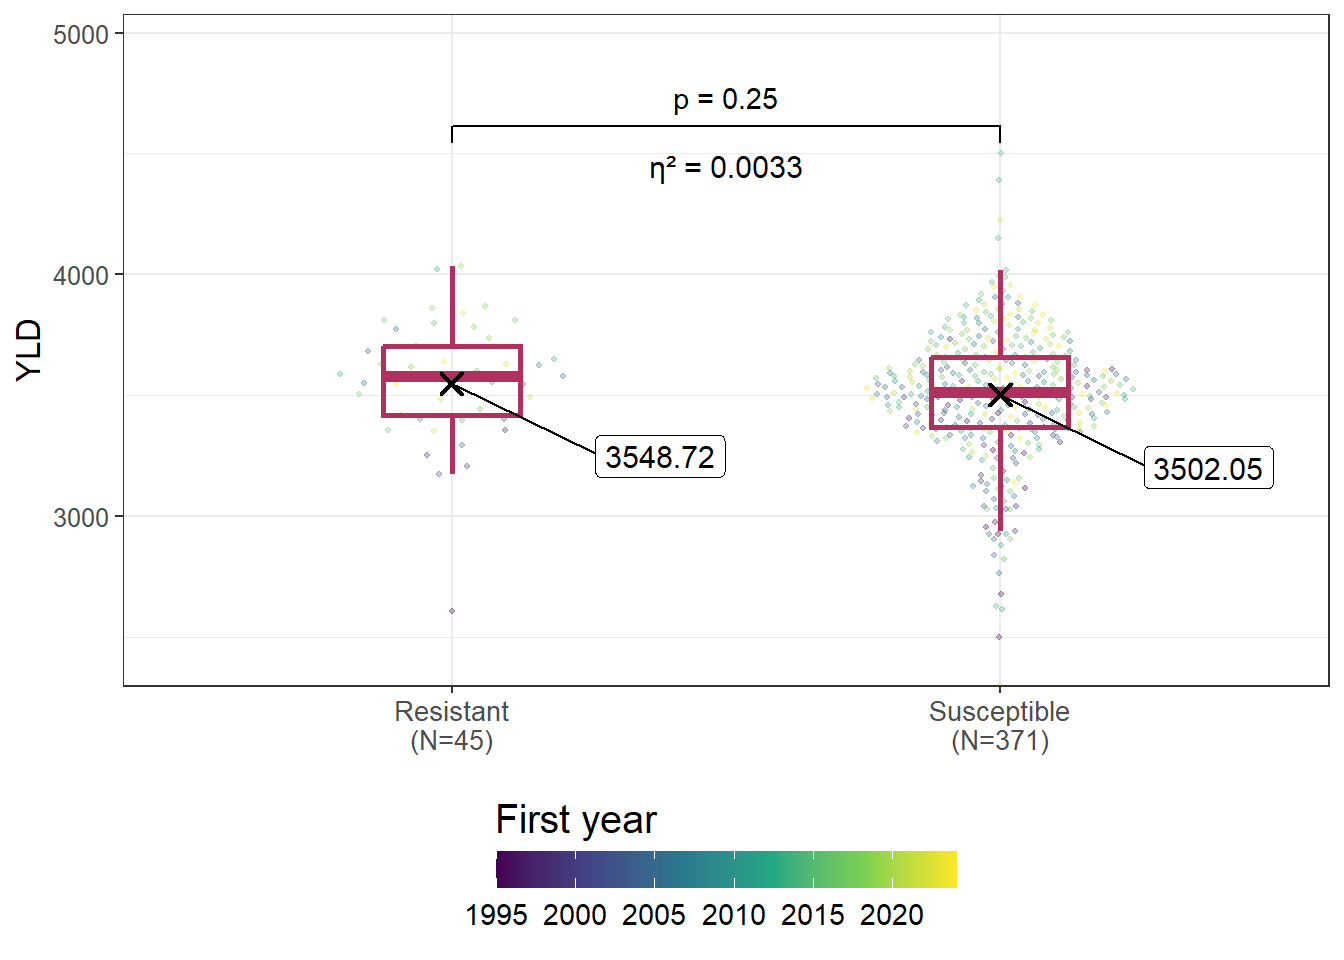 5000
4000
3000
YLD
p = 0.25
η² = 0.0033
3548.72
3502.05
Resistant
(N=45)
Susceptible
(N=371)
First year
1995 2000 2005 2010 2015 2020